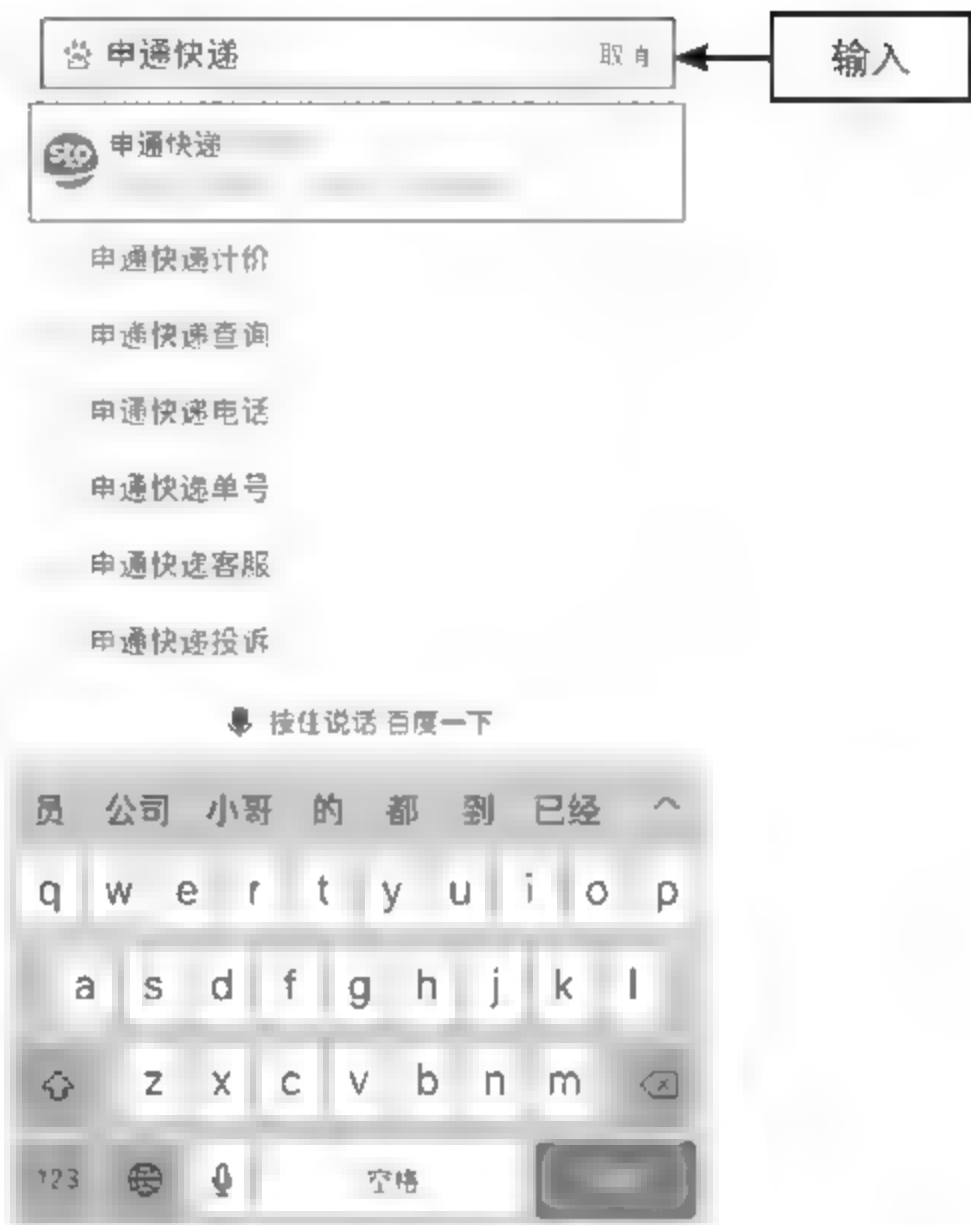 申通快递 取 输入
sto 申通快递
申通快递计价
申通快递查询
申通快递电话
申通快递单号
申通快递客服
申通快递投诉
按住说话 百度一下
员 公司 小哥 的 都 到 已经
q w e r t y u i o p
a s d f g h j k l
z x c v b n m
123 空格